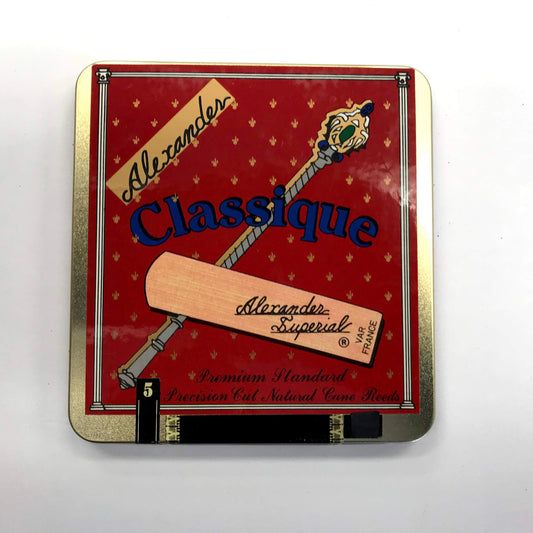 Alexander
Classique
Alexander
Superial
®
VAR
FRANCE
Premium Standard
5
Precision Cut Natural Cane Reeds